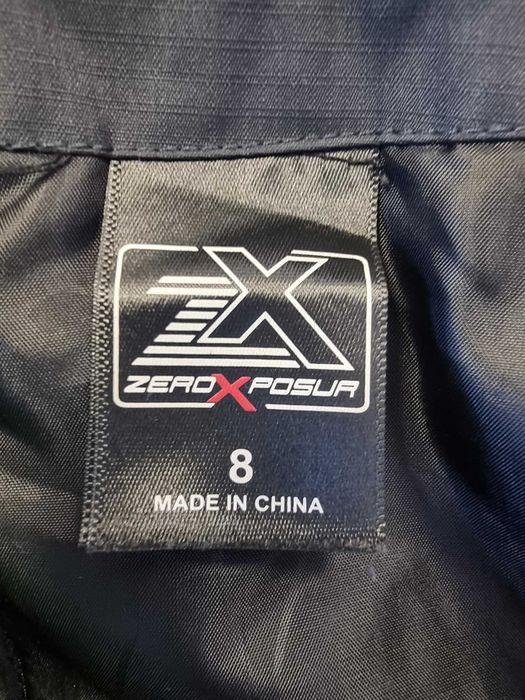 ZX
ZEROXPOSUR
8
MADE IN CHINA